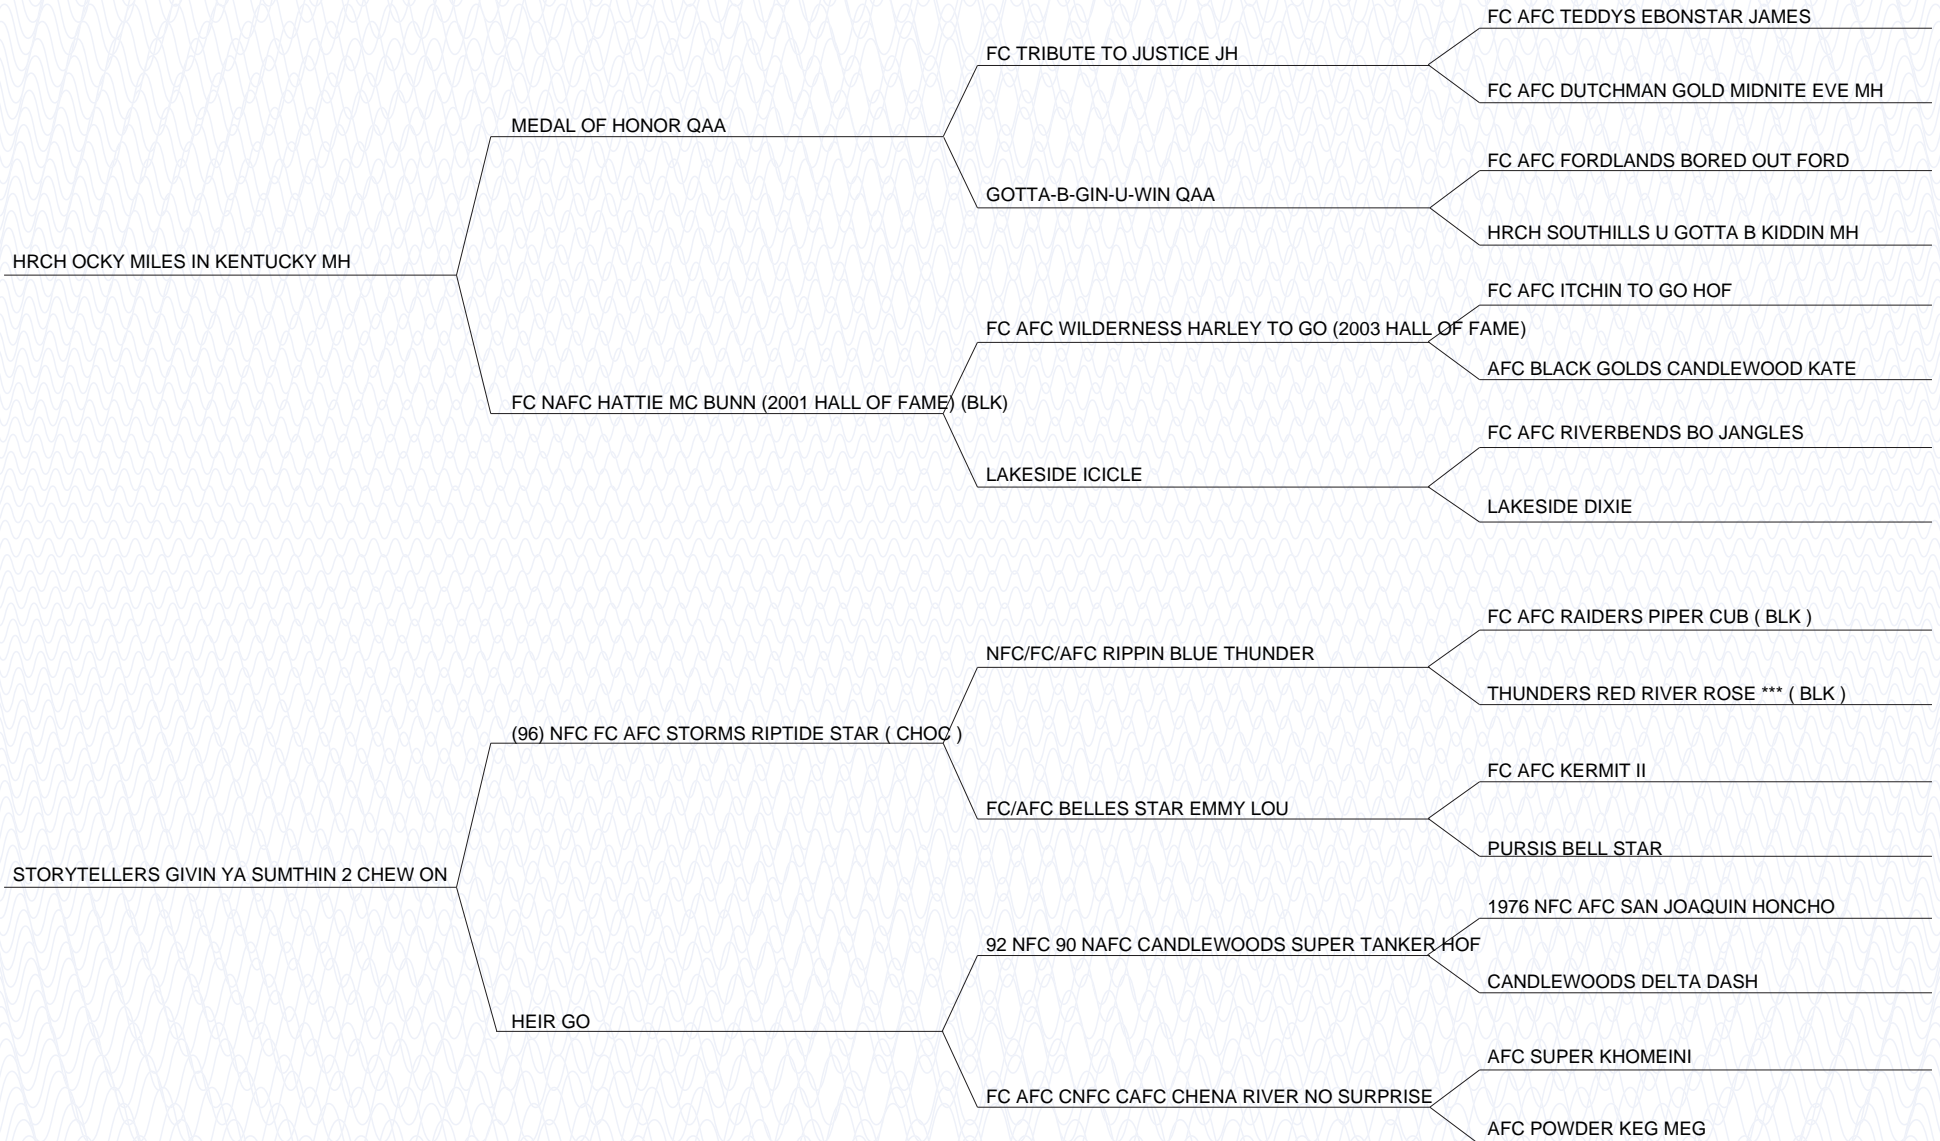 FC AFC TEDDYS EBONSTAR JAMES
FC TRIBUTE TO JUSTICE JH
FC AFC DUTCHMAN GOLD MIDNITE EVE MH
MEDAL OF HONOR QAA
FC AFC FORDLANDS BORED OUT FORD
GOTTA-B-GIN-U-WIN QAA
HRCH SOUTHILLS U GOTTA B KIDDIN MH
HRCH OCKY MILES IN KENTUCKY MH
FC AFC ITCHIN TO GO HOF
FC AFC WILDERNESS HARLEY TO GO (2003 HALL OF FAME)
AFC BLACK GOLDS CANDLEWOOD KATE
FC NAFC HATTIE MC BUNN (2001 HALL OF FAME) (BLK)
FC AFC RIVERBENDS BO JANGLES
LAKESIDE ICICLE
LAKESIDE DIXIE
FC AFC RAIDERS PIPER CUB ( BLK )
NFC/FC/AFC RIPPIN BLUE THUNDER
THUNDERS RED RIVER ROSE *** ( BLK )
(96) NFC FC AFC STORMS RIPTIDE STAR ( CHOC )
FC AFC KERMIT II
FC/AFC BELLES STAR EMMY LOU
PURSIS BELL STAR
STORYTELLERS GIVIN YA SUMTHIN 2 CHEW ON
1976 NFC AFC SAN JOAQUIN HONCHO
92 NFC 90 NAFC CANDLEWOODS SUPER TANKER HOF
CANDLEWOODS DELTA DASH
HEIR GO
AFC SUPER KHOMEINI
FC AFC CNFC CAFC CHENA RIVER NO SURPRISE
AFC POWDER KEG MEG